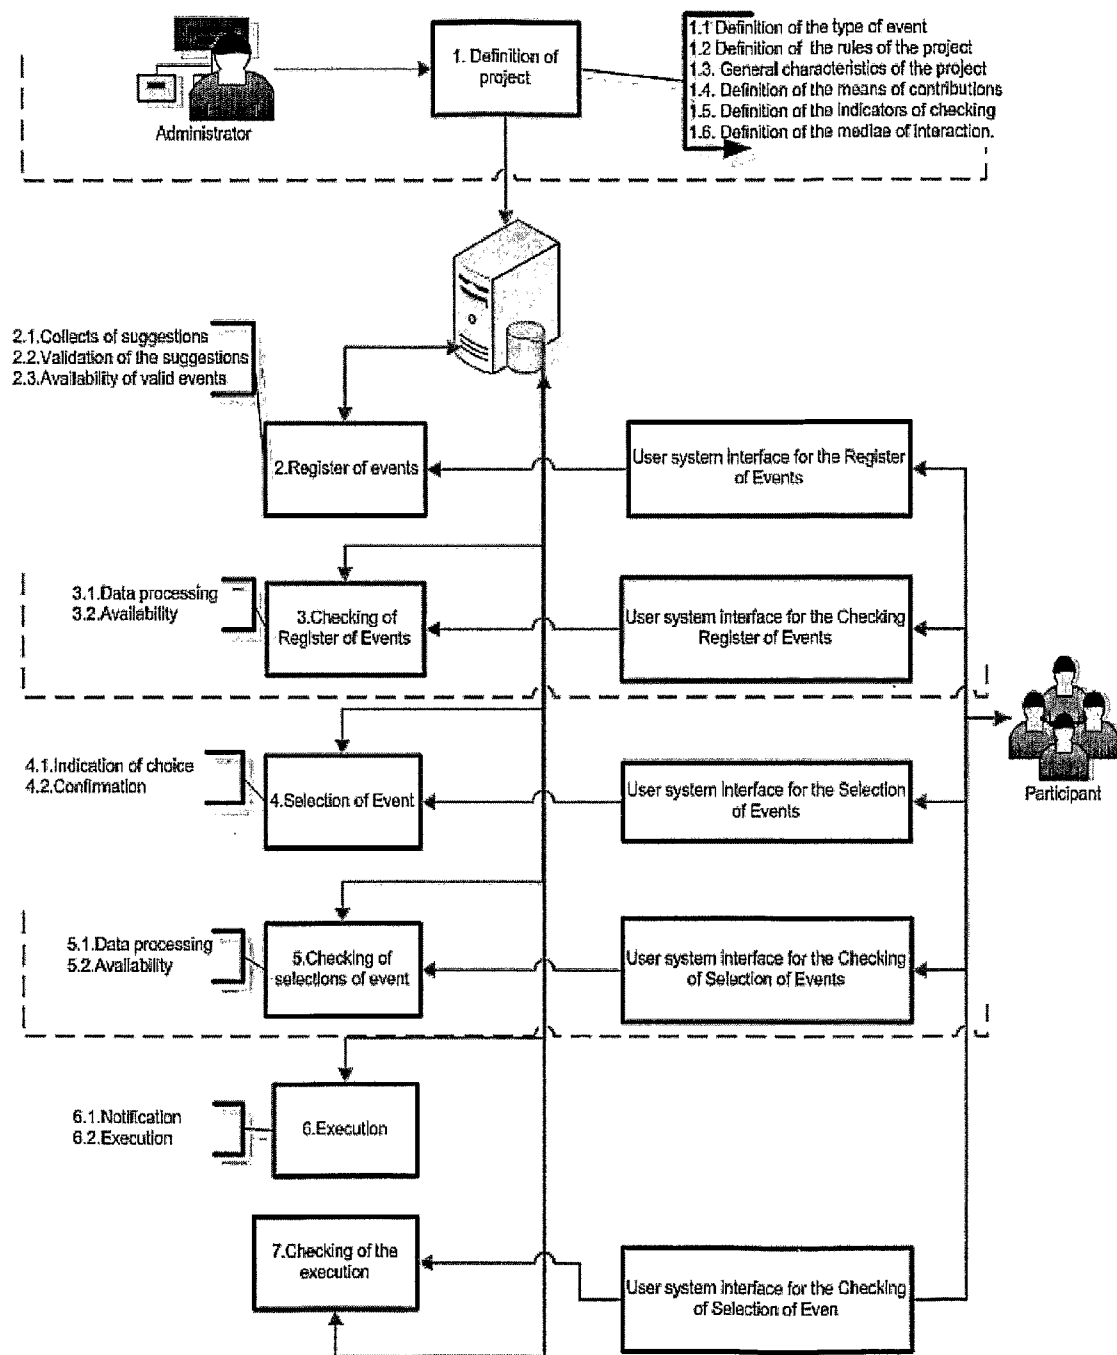 1. Definition of
project
1.1 Definition of the type of event
1.2 Definition of the rules of the project
1.3. General characteristics of the project
1.4. Definition of the means of contributions
1.5. Definition of the indicators of checking
1.6. Definition of the mediae of interaction.
Administrator
2.1.Collects of suggestions
2.2.Validation of the suggestions
2.3.Availability of valid events
2.Register of events
User system interface for the Register
of Events
3.1.Data processing
3.2.Availability
3.Checking of
Register of Events
User system interface for the Checking
Register of Events
4.1.Indication of choice
4.2.Confirmation
4.Selection of Event
User system interface for the Selection
of Events
Participant
5.1.Data processing
5.2.Availability
5.Checking of
selections of event
User system interface for the Checking
of Selection of Events
6.1.Notification
6.2.Execution
6.Execution
7.Checking of the
execution
User system interface for the Checking
of Selection of Even